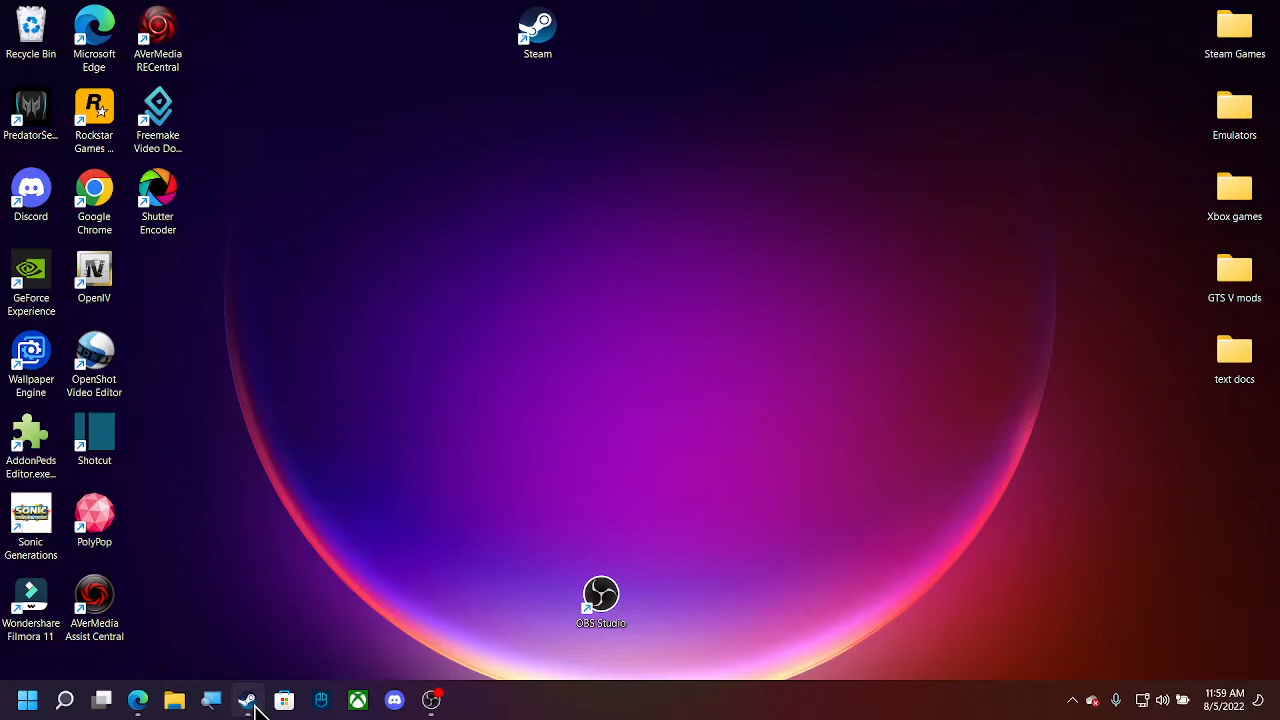 Recycle Bin
Microsoft
Edge
AVerMedia
RECentral
Steam
Steam Games
PredatorSe...
Rockstar
Games ...
Freemake
Video Do...
Emulators
Discord
Google
Chrome
Shutter
Encoder
Xbox games
GeForce
Experience
OpenIV
GTS V mods
Wallpaper
Engine
OpenShot
Video Editor
text docs
AddonPeds
Editor.exe...
Shotcut
SONIC
Sonic
Generations
PolyPop
Wondershare
Filmora 11
AVerMedia
Assist Central
OBS Studio
11:59 AM
8/5/2022